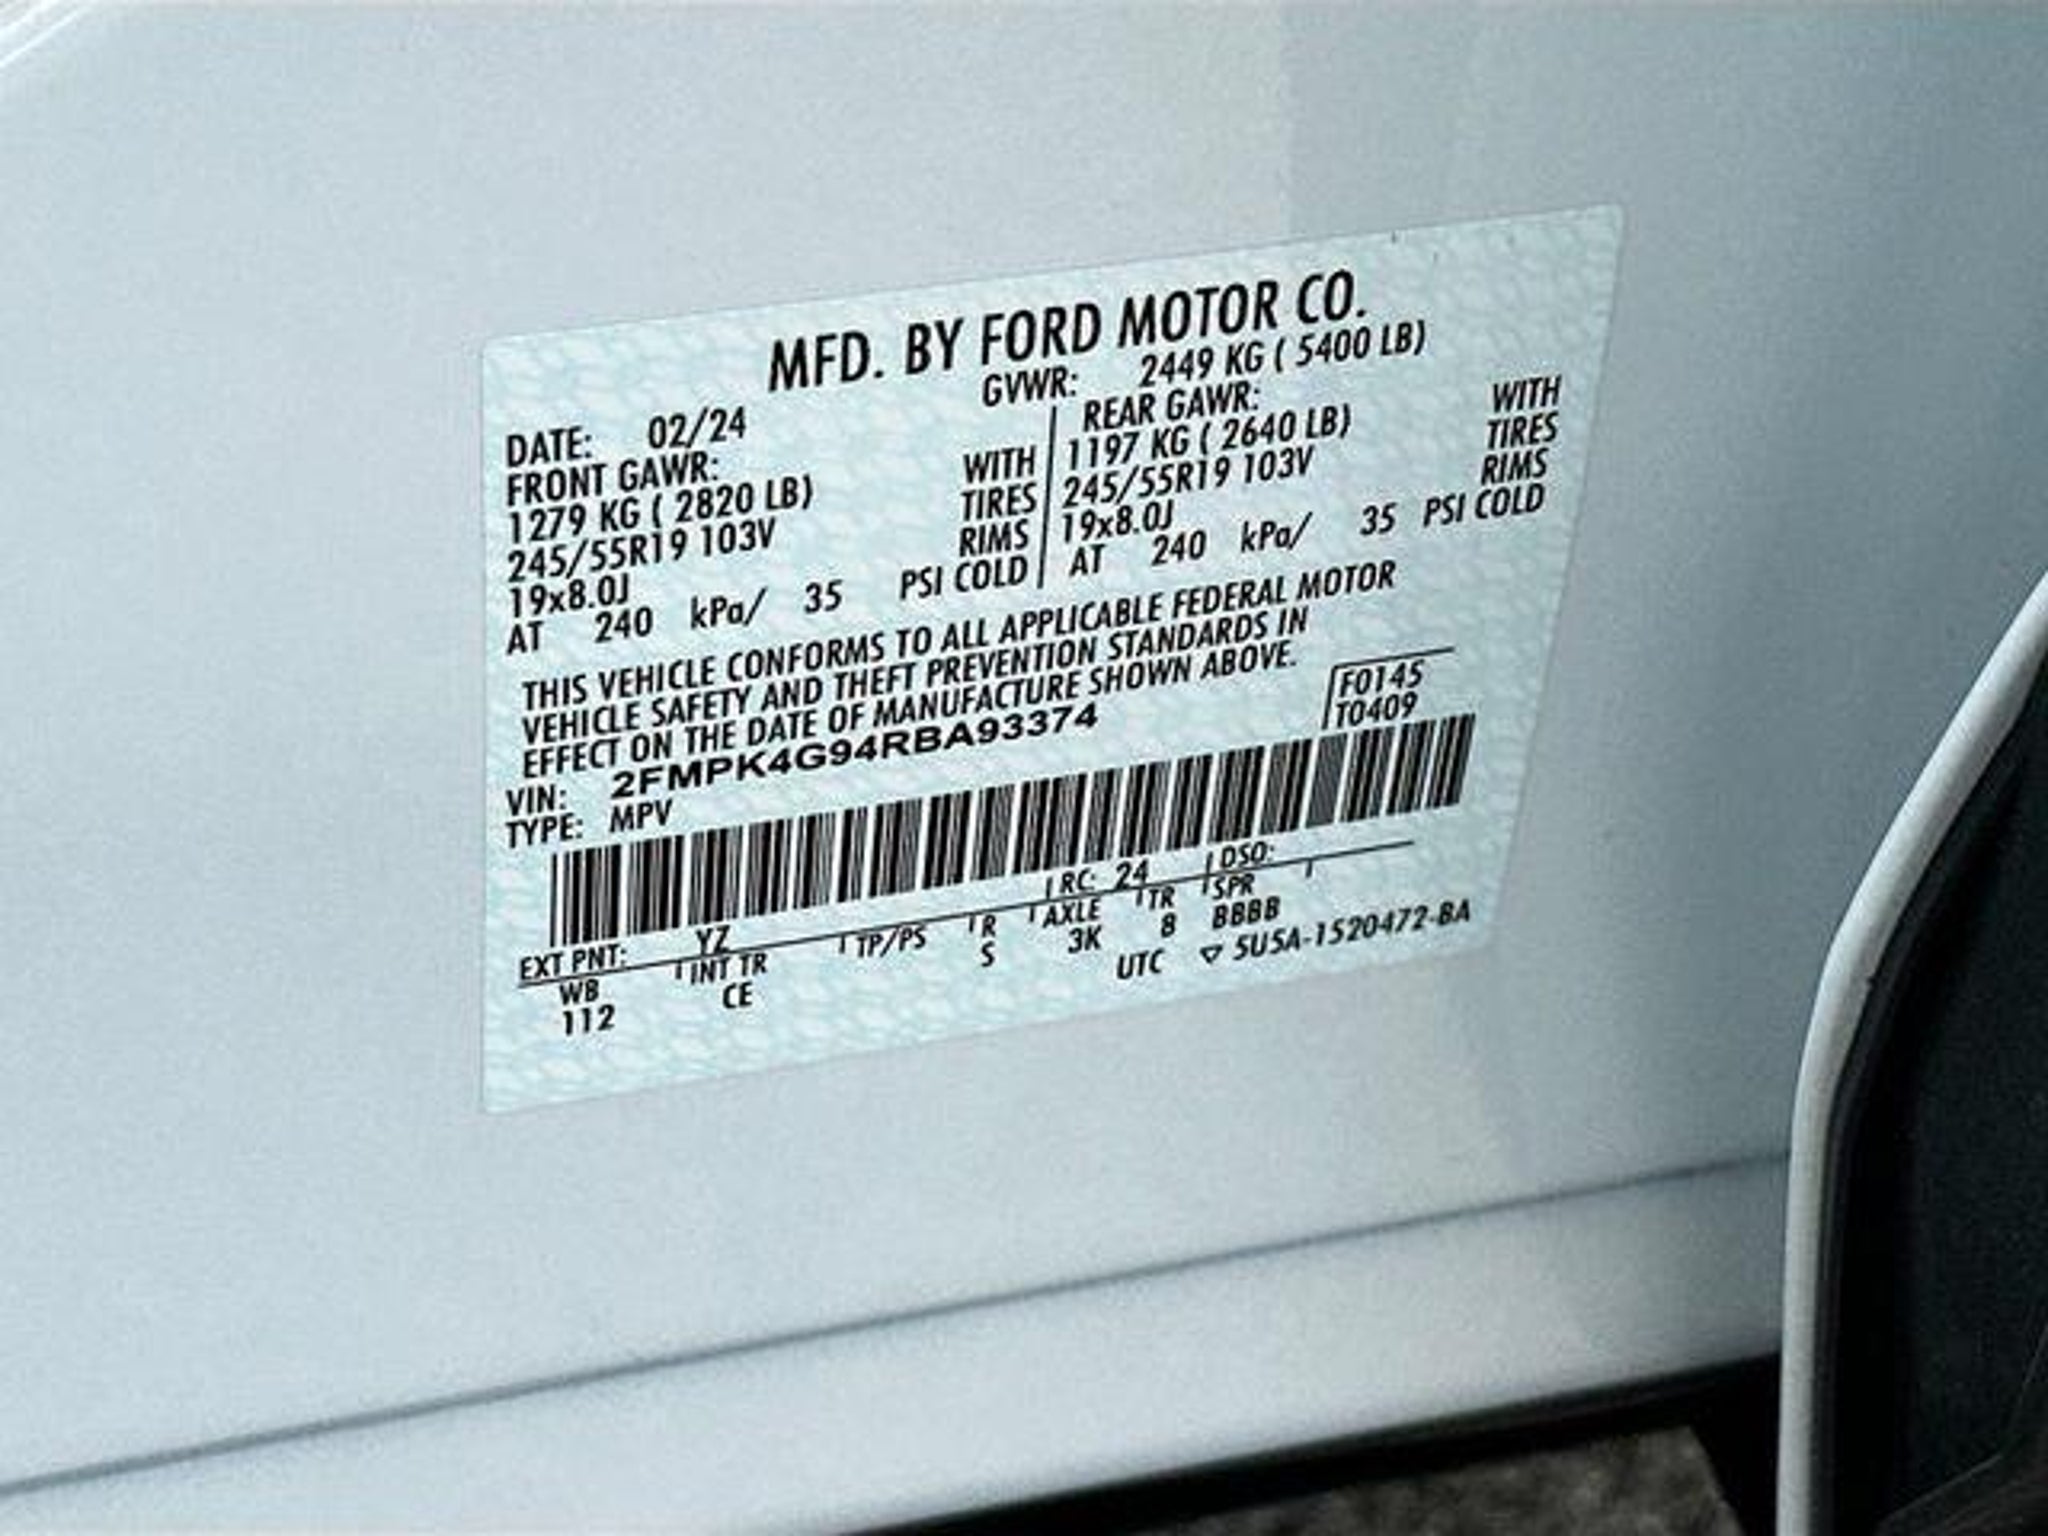 MFD. BY FORD MOTOR CO.
DATE: 02/24 GVWR: 2449 KG ( 5400 LB)
FRONT GAWR: WITH REAR GAWR: WITH
1279 KG ( 2820 LB) TIRES 1197 KG ( 2640 LB) TIRES
245/55R19 103V RIMS 245/55R19 103V RIMS
19x8.0J 19x8.0J
AT 240 kPa/ 35 PSI COLD AT 240 kPa/ 35 PSI COLD
THIS VEHICLE CONFORMS TO ALL APPLICABLE FEDERAL MOTOR
VEHICLE SAFETY AND THEFT PREVENTION STANDARDS IN
EFFECT ON THE DATE OF MANUFACTURE SHOWN ABOVE.
VIN: 2FMPK4G94RBA93374 F0145
TYPE: MPV T0409
EXT PNT: YZ RC: 24 DSO:
WB INT TR TP/PS R AXLE TR SPR
112 CE S 3K 8 BBBB
UTC ▽ 5U5A-1520472-BA